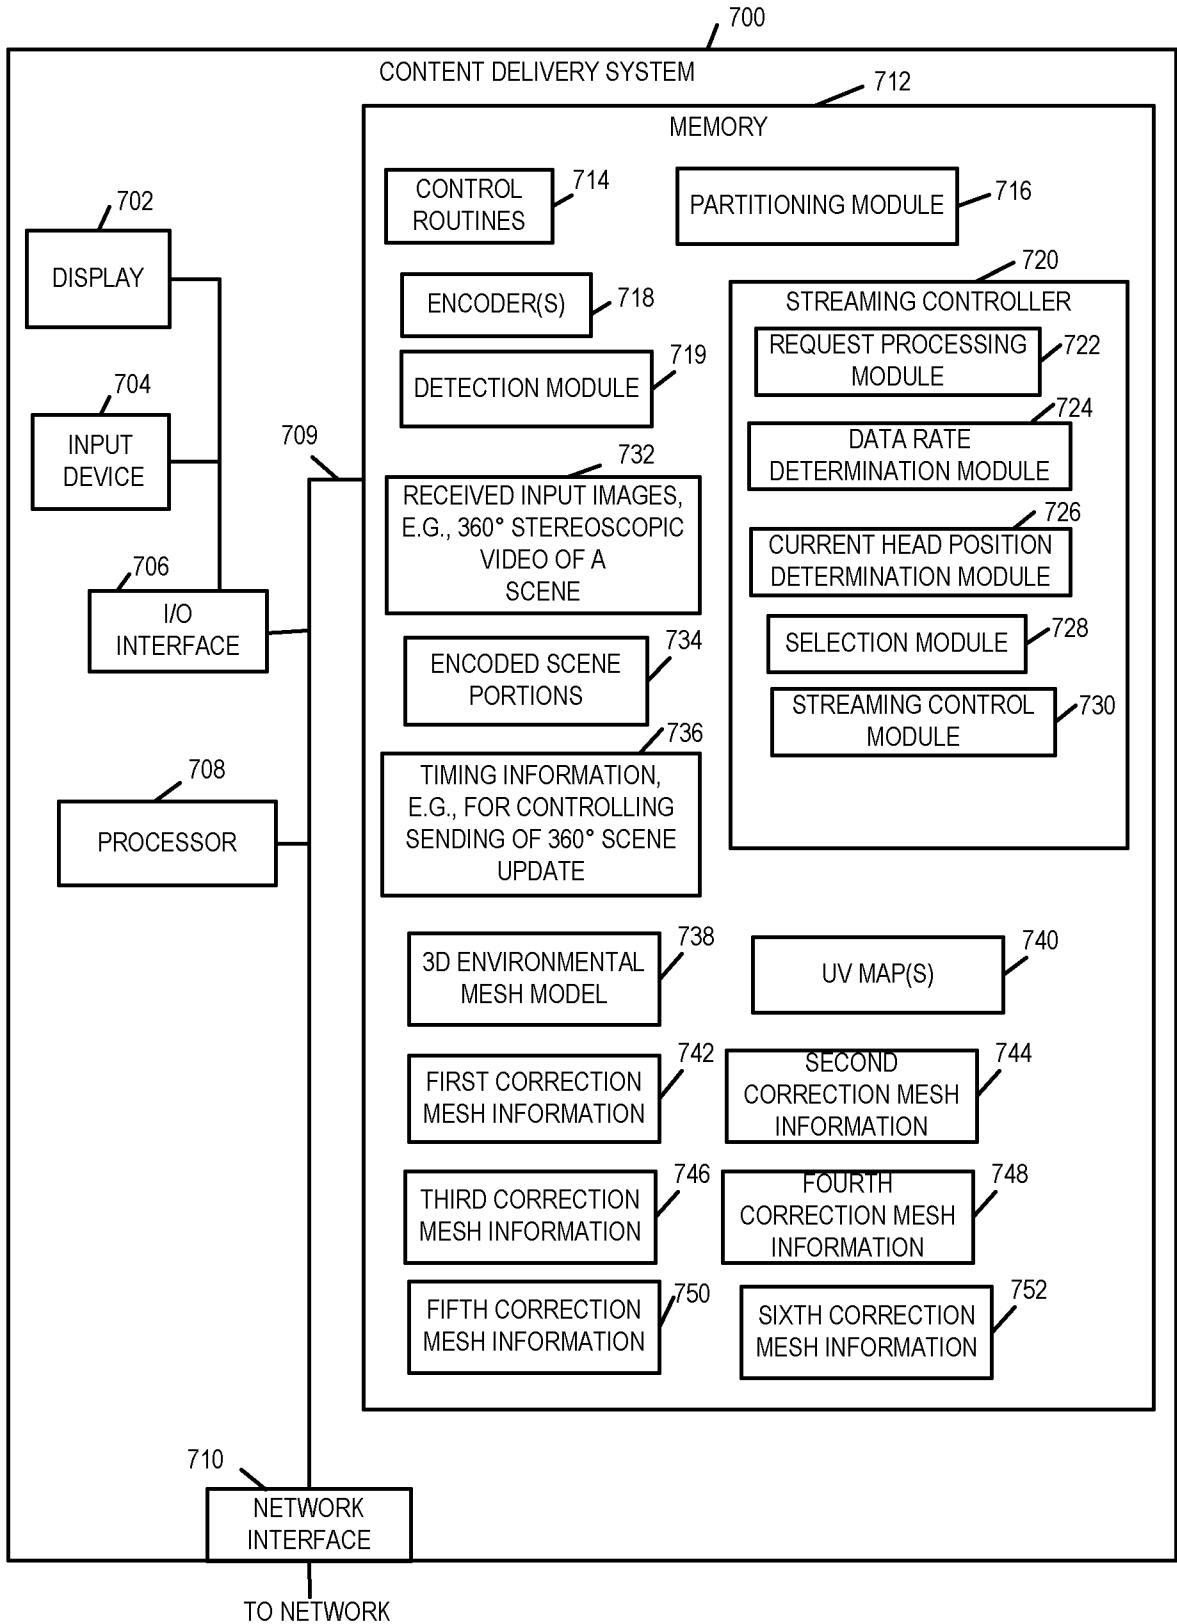 700
CONTENT DELIVERY SYSTEM
712
MEMORY
702
DISPLAY
704
INPUT
DEVICE
706
I/O
INTERFACE
708
PROCESSOR
709
710
NETWORK
INTERFACE
TO NETWORK
CONTROL
ROUTINES
714
PARTITIONING MODULE
716
ENCODER(S)
718
DETECTION MODULE
719
720
STREAMING CONTROLLER
REQUEST PROCESSING
MODULE
722
724
DATA RATE
DETERMINATION MODULE
726
CURRENT HEAD POSITION
DETERMINATION MODULE
SELECTION MODULE
728
STREAMING CONTROL
MODULE
730
732
RECEIVED INPUT IMAGES,
E.G., 360° STEREOSCOPIC
VIDEO OF A
SCENE
734
ENCODED SCENE
PORTIONS
736
TIMING INFORMATION,
E.G., FOR CONTROLLING
SENDING OF 360° SCENE
UPDATE
738
3D ENVIRONMENTAL
MESH MODEL
740
UV MAP(S)
742
FIRST CORRECTION
MESH INFORMATION
744
SECOND
CORRECTION MESH
INFORMATION
746
THIRD CORRECTION
MESH INFORMATION
748
FOURTH
CORRECTION MESH
INFORMATION
750
FIFTH CORRECTION
MESH INFORMATION
752
SIXTH CORRECTION
MESH INFORMATION